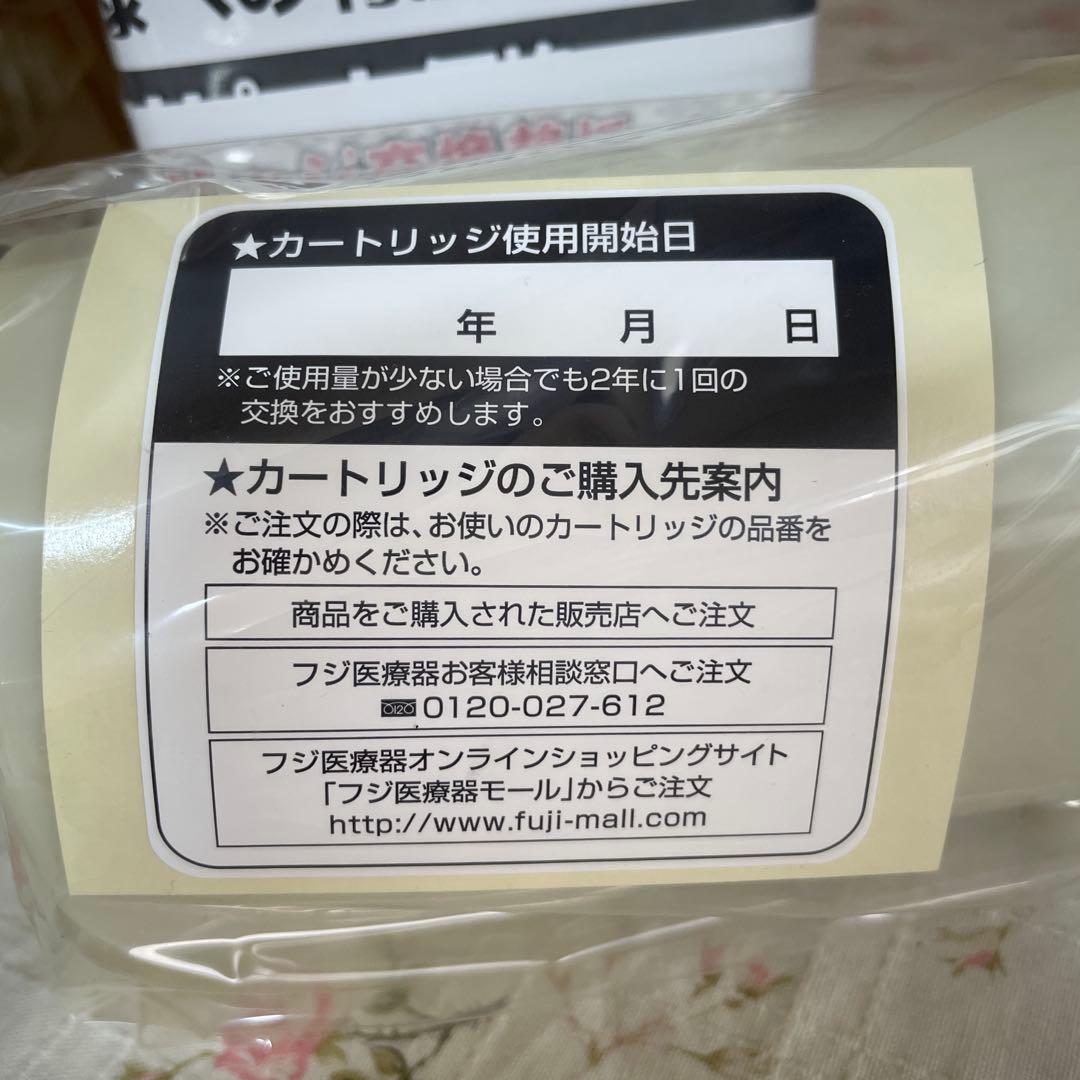 ★カートリッジ使用開始日
年 月 日
※ご使用量が少ない場合でも2年に1回の
交換をおすすめします。
★カートリッジのご購入先案内
※ご注文の際は、お使いのカートリッジの品番を
お確かめください。
商品をご購入された販売店へご注文
フジ医療器お客様相談窓口へご注文
0120-027-612
フジ医療器オンラインショッピングサイト
「フジ医療器モール」からご注文
http://www.fuji-mall.com